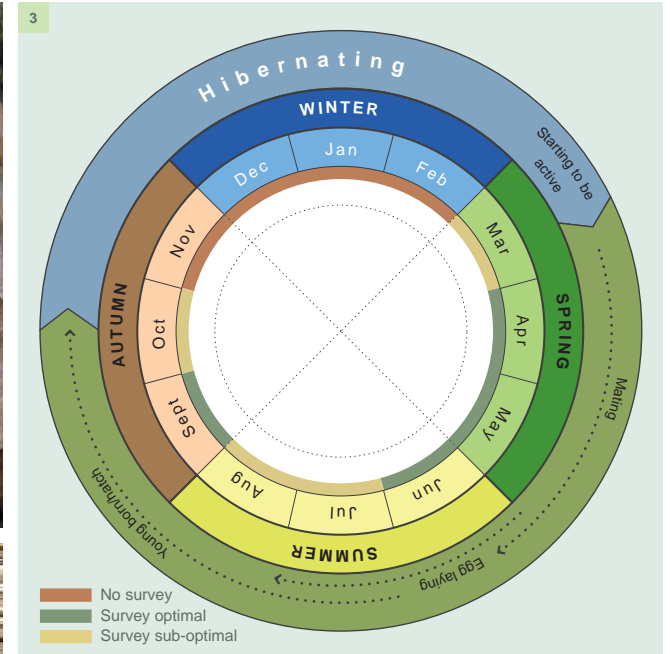 3
Hibernating
WINTER
Dec
Jan
Feb
Starting to be
active
Mar
SPRING
Apr
May
Mating
Jun
Jul
Aug
SUMMER
Egg laying
Young born/hatch
Sept
Oct
Nov
AUTUMN
No survey
Survey optimal
Survey sub-optimal